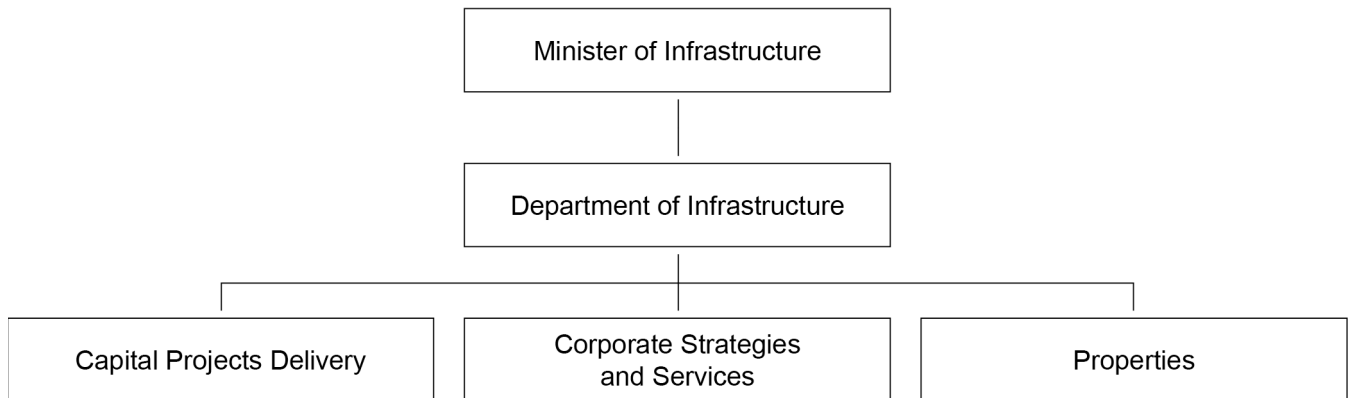 Minister of Infrastructure
Department of Infrastructure
Capital Projects Delivery
Corporate Strategies
and Services
Properties